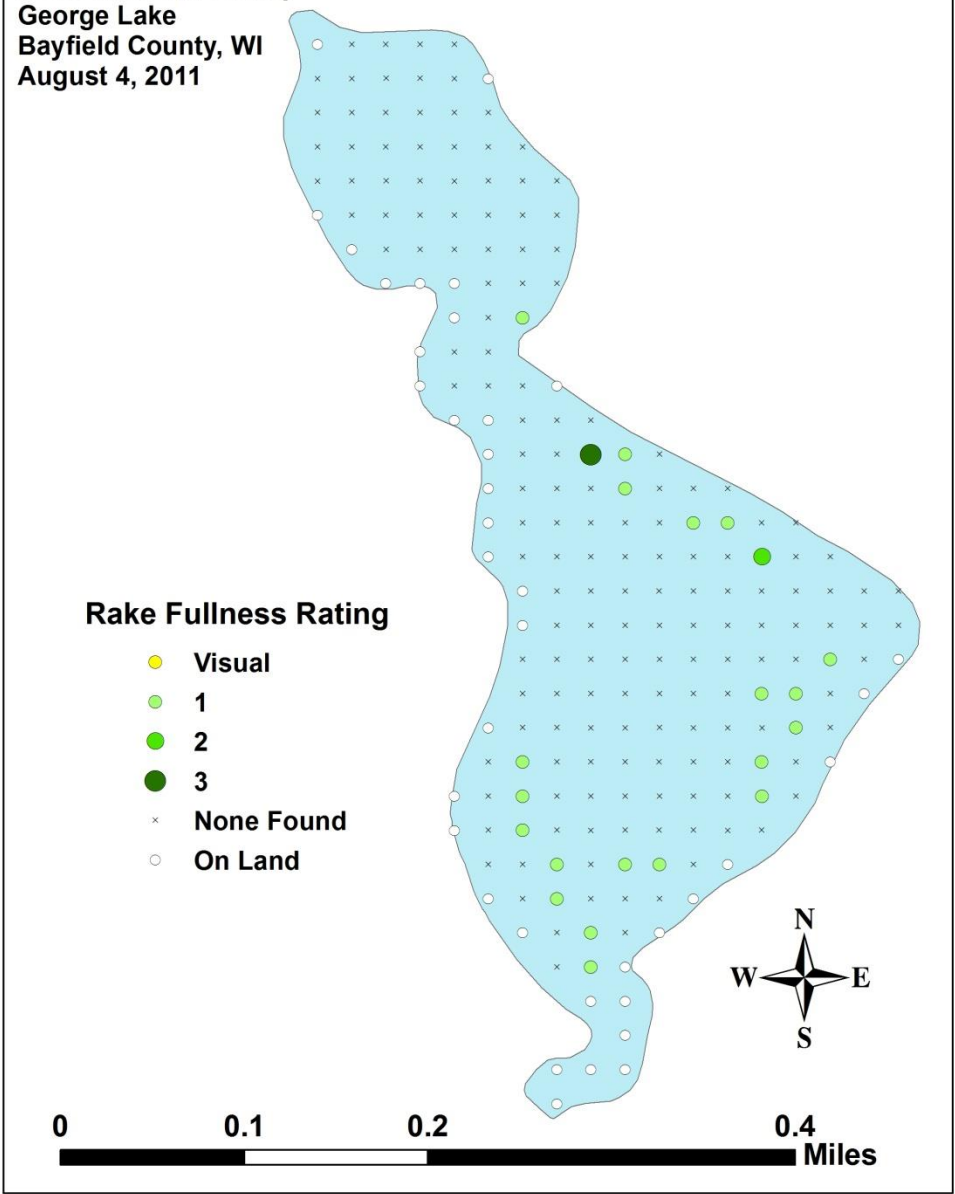 George Lake
Bayfield County, WI
August 4, 2011
Rake Fullness Rating
Visual
1
2
3
None Found
On Land
N
W E
S
0 0.1 0.2 0.4
Miles